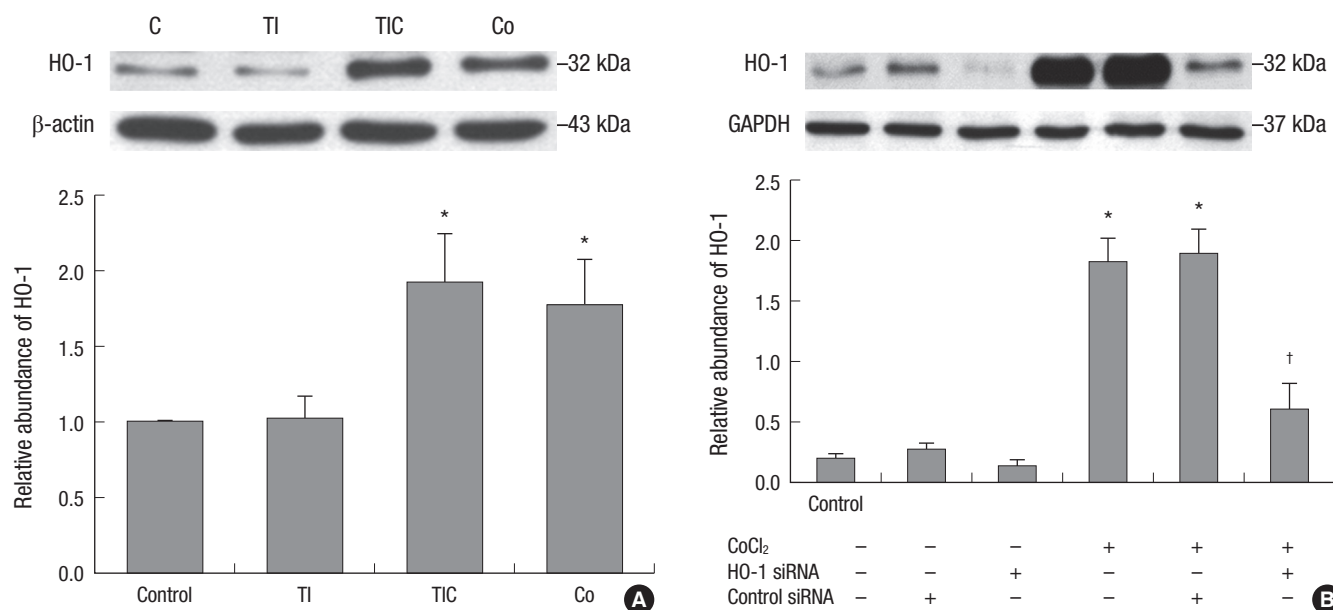 C TI TIC Co
HO-1 –32 kDa
β-actin –43 kDa
Relative abundance of HO-1
2.5
2.0
1.5
1.0
0.5
0.0
* *
Control TI TIC Co
A
HO-1 –32 kDa
GAPDH –37 kDa
Relative abundance of HO-1
2.5
2.0
1.5
1.0
0.5
0.0
* * †
Control
CoCl₂ – – – + + +
HO-1 siRNA – – + – – +
Control siRNA – + – – + –
B